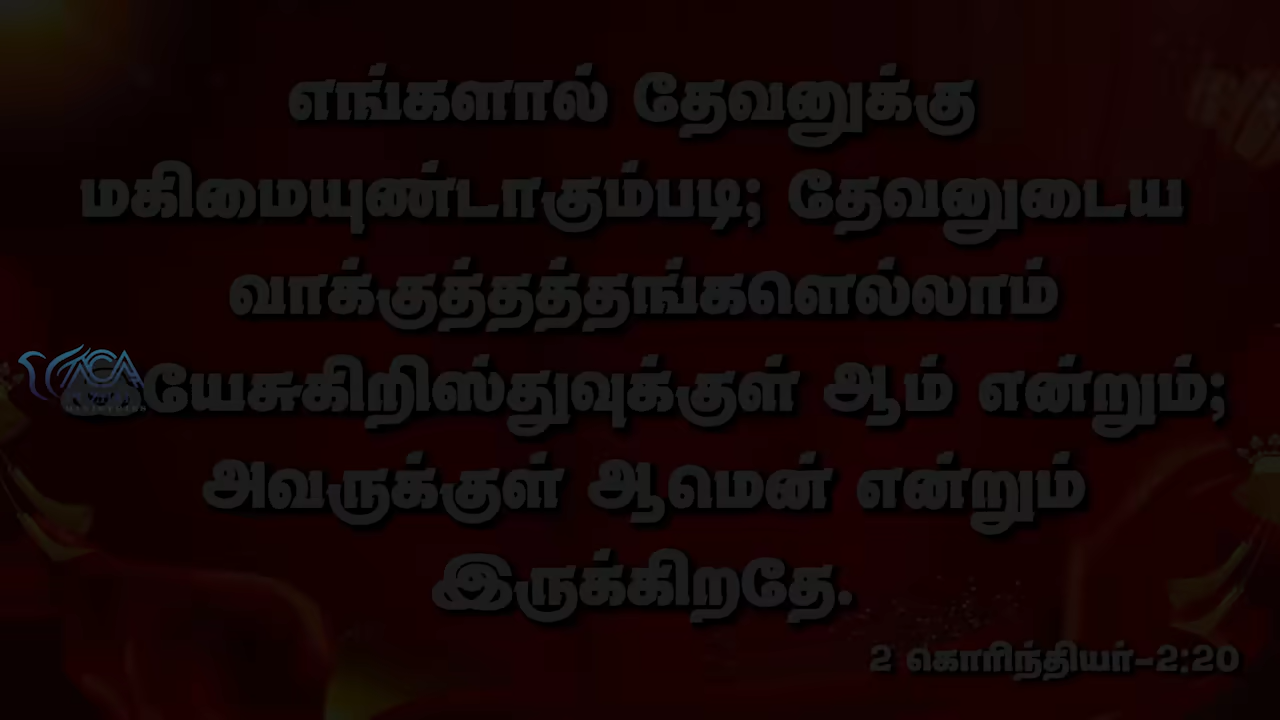 எங்களால் தேவனுக்கு
மகிமையுண்டாகும்படி; தேவனுடைய
வாக்குத்தத்தங்களெல்லாம்
யேசுகிறிஸ்துவுக்குள் ஆம் என்றும்;
அவருக்குள் ஆமென் என்றும்
இருக்கிறதே.
2 கொரிந்தியர்-2:20
ACA